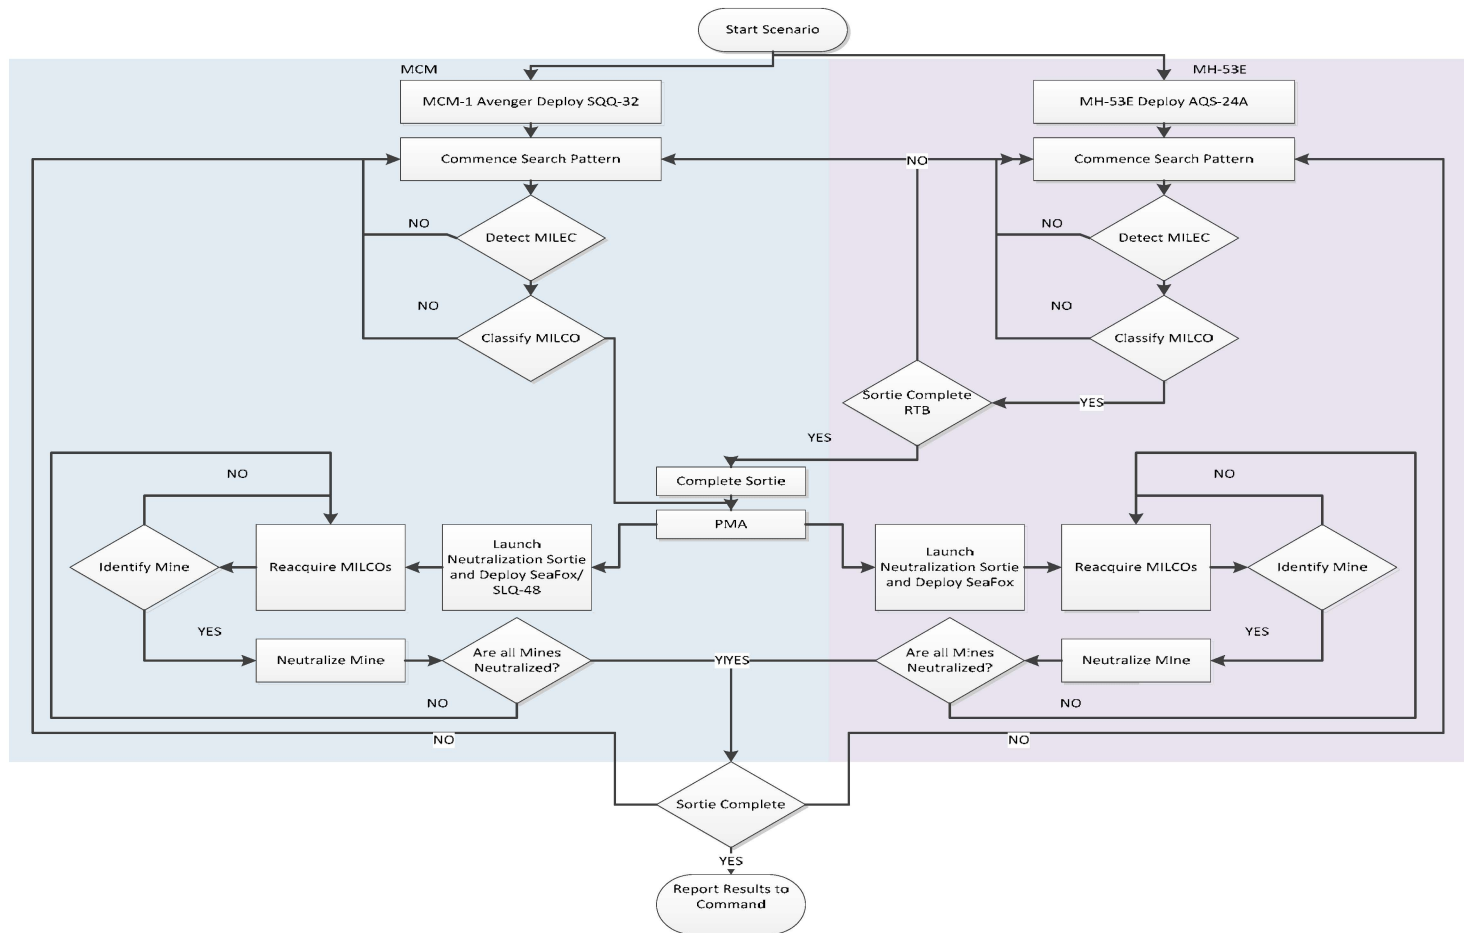 Start Scenario
MCM
MH-53E
MCM-1 Avenger Deploy SQQ-32
MH-53E Deploy AQS-24A
Commence Search Pattern
NO
Commence Search Pattern
NO
NO
Detect MILEC
Detect MILEC
NO
NO
Classify MILCO
Classify MILCO
Sortie Complete
RTB
YES
YES
Complete Sortie
NO
NO
PMA
Identify Mine
Reacquire MILCOs
Launch
Neutralization Sortie
and Deploy SeaFox/
SLQ-48
Launch
Neutralization Sortie
and Deploy SeaFox
Reacquire MILCOs
Identify Mine
YES
YES
Neutralize Mine
Are all Mines
Neutralized?
YIYES
Are all Mines
Neutralized?
Neutralize MIne
NO
NO
NO
NO
Sortie Complete
YES
Report Results to
Command